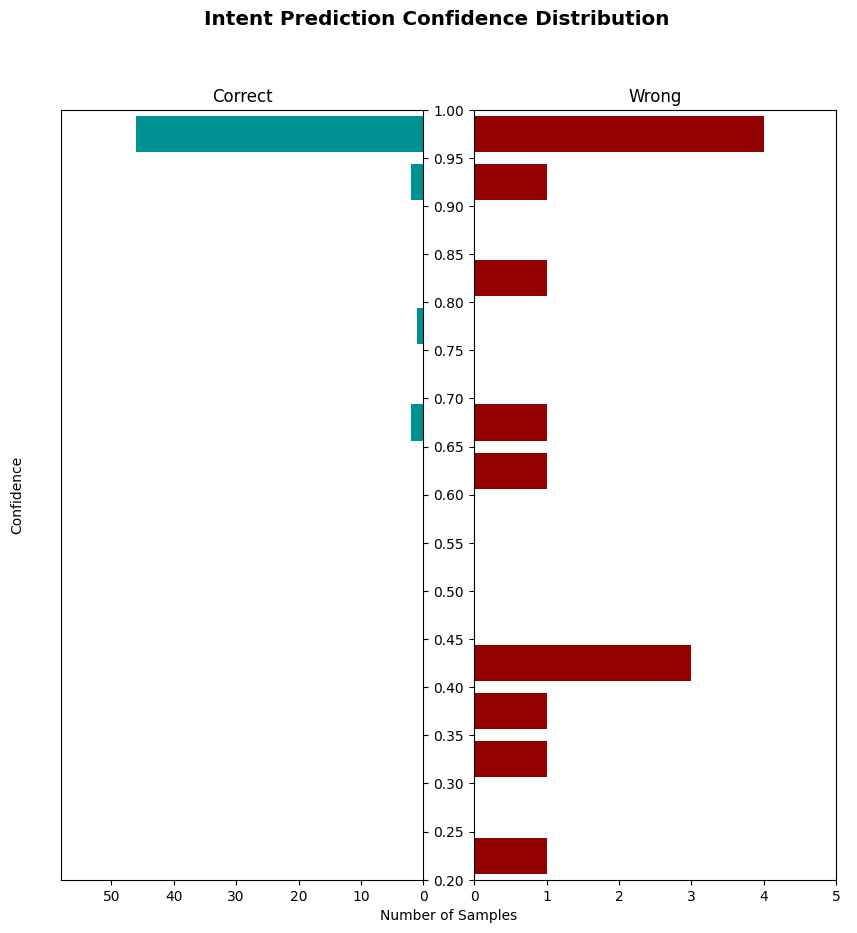 Intent Prediction Confidence Distribution
Correct
Wrong
1.00
0.95
0.90
0.85
0.80
0.75
0.70
0.65
0.60
0.55
0.50
0.45
0.40
0.35
0.30
0.25
0.20
Confidence
50 40 30 20 10 0
0 1 2 3 4 5
Number of Samples